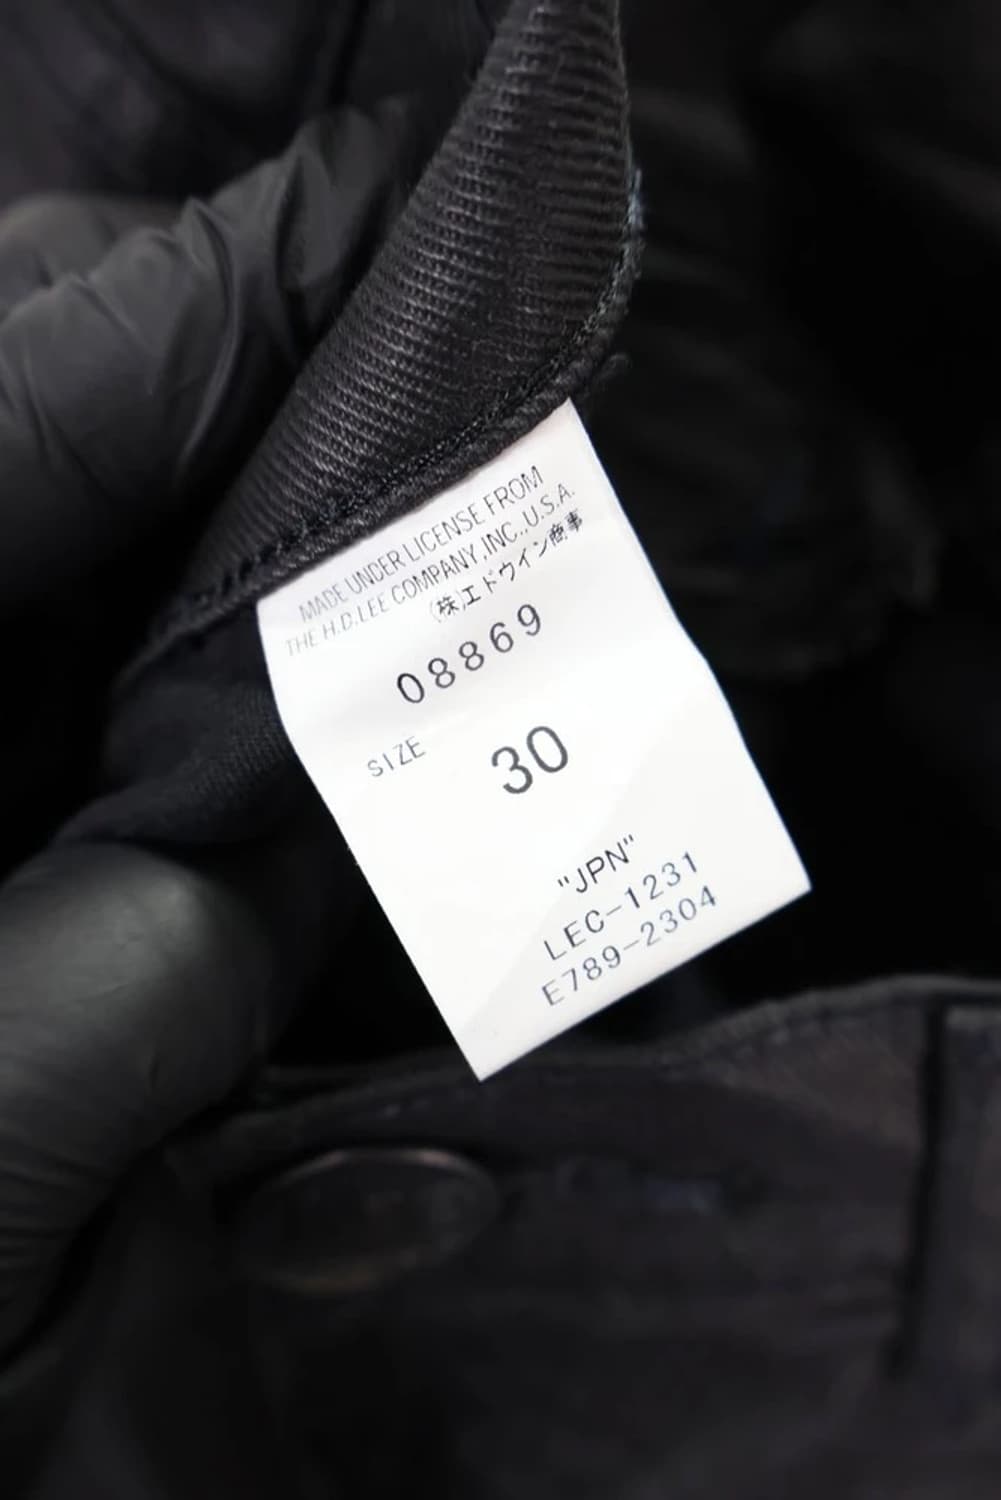 MADE UNDER LICENSE FROM
THE H.D.LEE COMPANY,INC.,U.S.A.
(株)エドウイン商事
08869
SIZE 30
"JPN"
LEC-1231
E789-2304